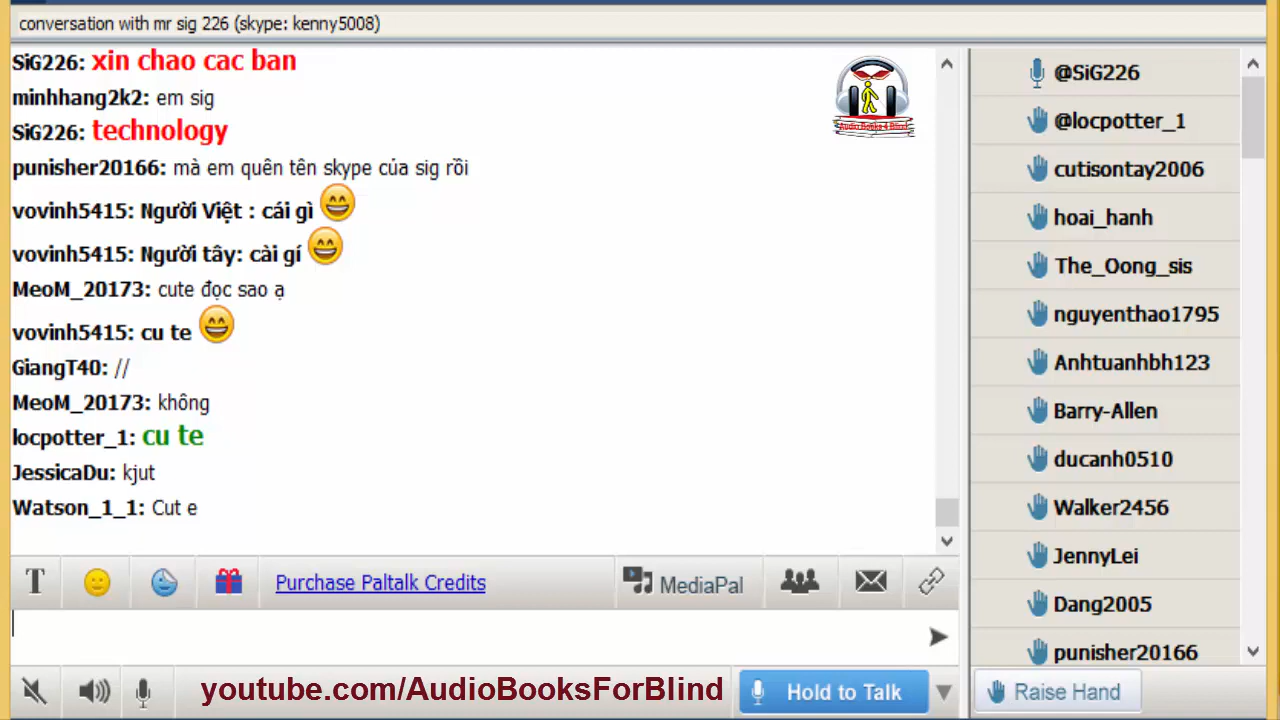 conversation with mr sig 226 (skype: kenny5008)
SiG226: xin chao cac ban
minhhang2k2: em sig
SiG226: technology
punisher20166: mà em quên tên skype của sig rồi
vovinh5415: Người Việt : cái gì
vovinh5415: Người tây: cài gí
MeoM_20173: cute đọc sao ạ
vovinh5415: cu te
GiangT40: //
MeoM_20173: không
locpotter_1: cu te
JessicaDu: kjut
Watson_1_1: Cut e
Audio Books 4 Blind
@SiG226
@locpotter_1
cutisontay2006
hoai_hanh
The_Oong_sis
nguyenthao1795
Anhtuanhbh123
Barry-Allen
ducanh0510
Walker2456
JennyLei
Dang2005
punisher20166
T
Purchase Paltalk Credits
MediaPal
youtube.com/AudioBooksForBlind
Hold to Talk
Raise Hand